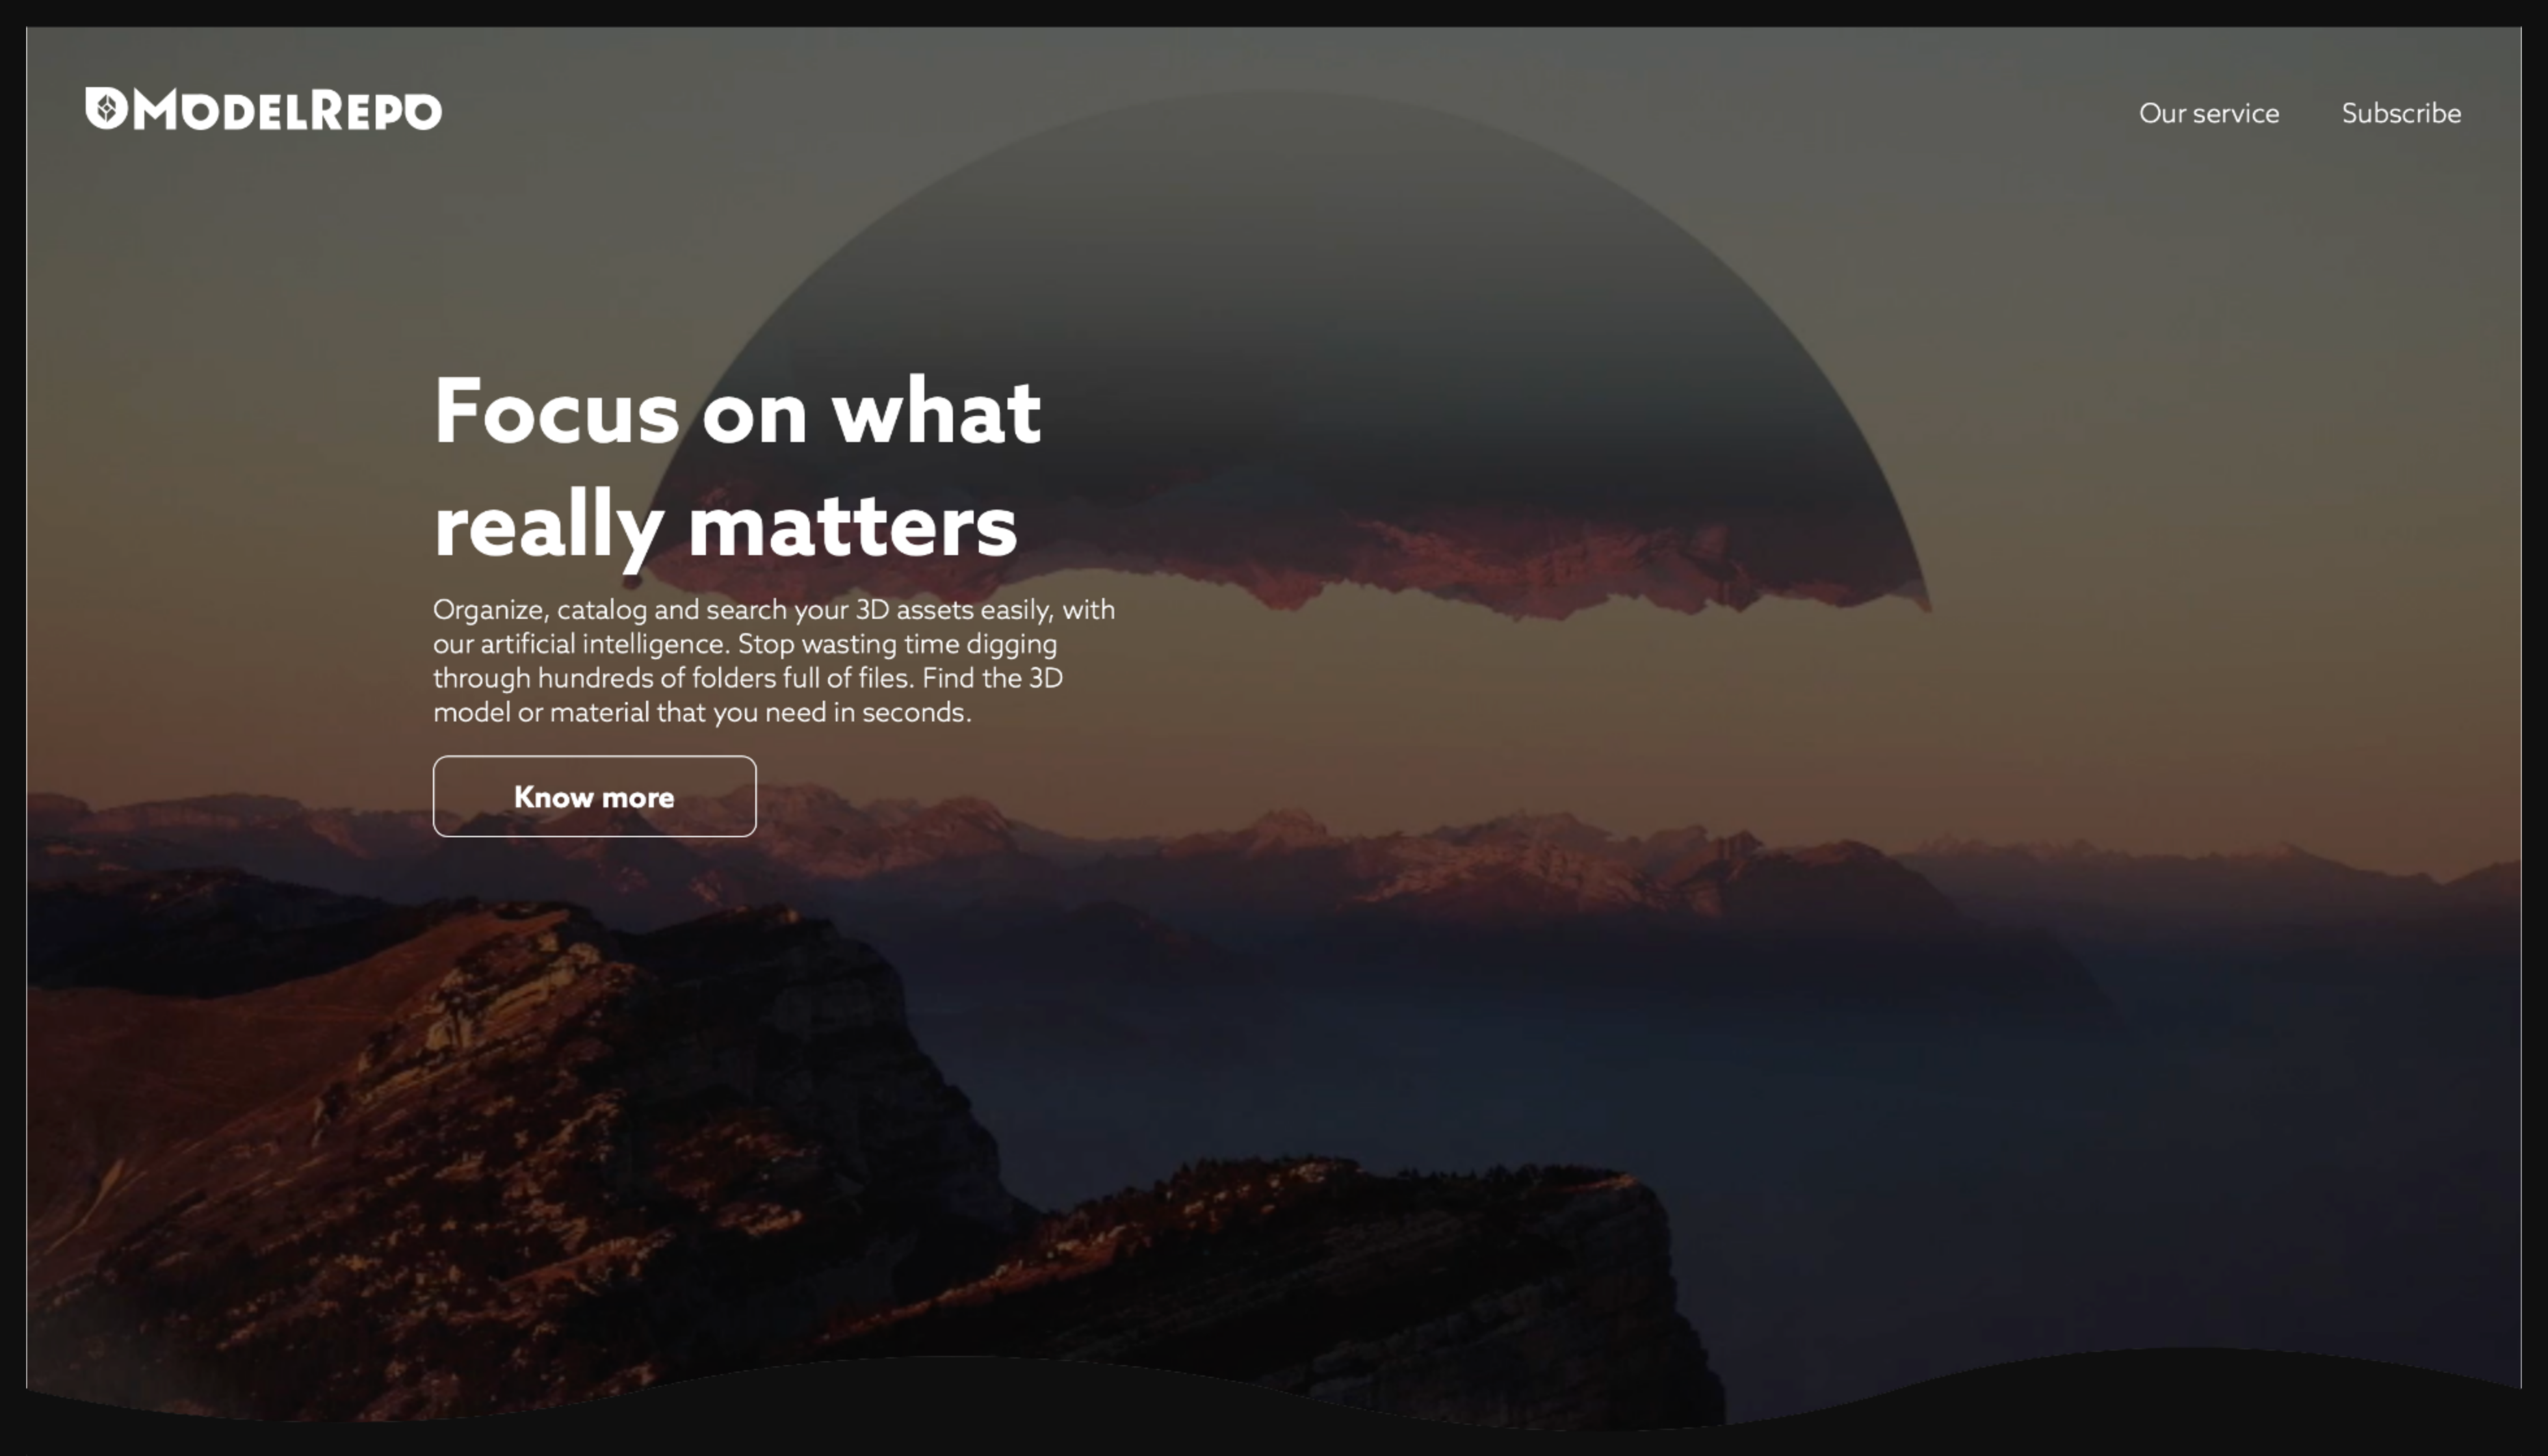 ModelRepo
Our service
Subscribe
Focus on what
really matters
Organize, catalog and search your 3D assets easily, with
our artificial intelligence. Stop wasting time digging
through hundreds of folders full of files. Find the 3D
model or material that you need in seconds.
Know more